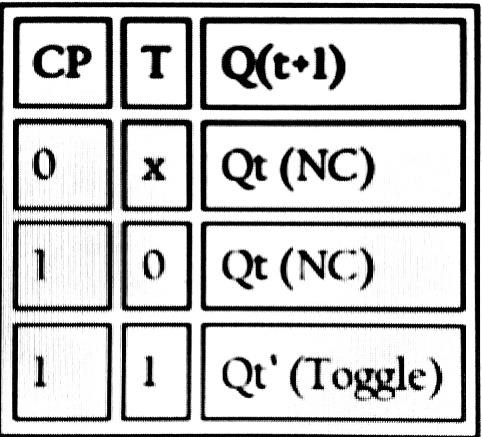 CP T Q(t+1)
0 x Qt (NC)
1 0 Qt (NC)
1 1 Qt' (Toggle)